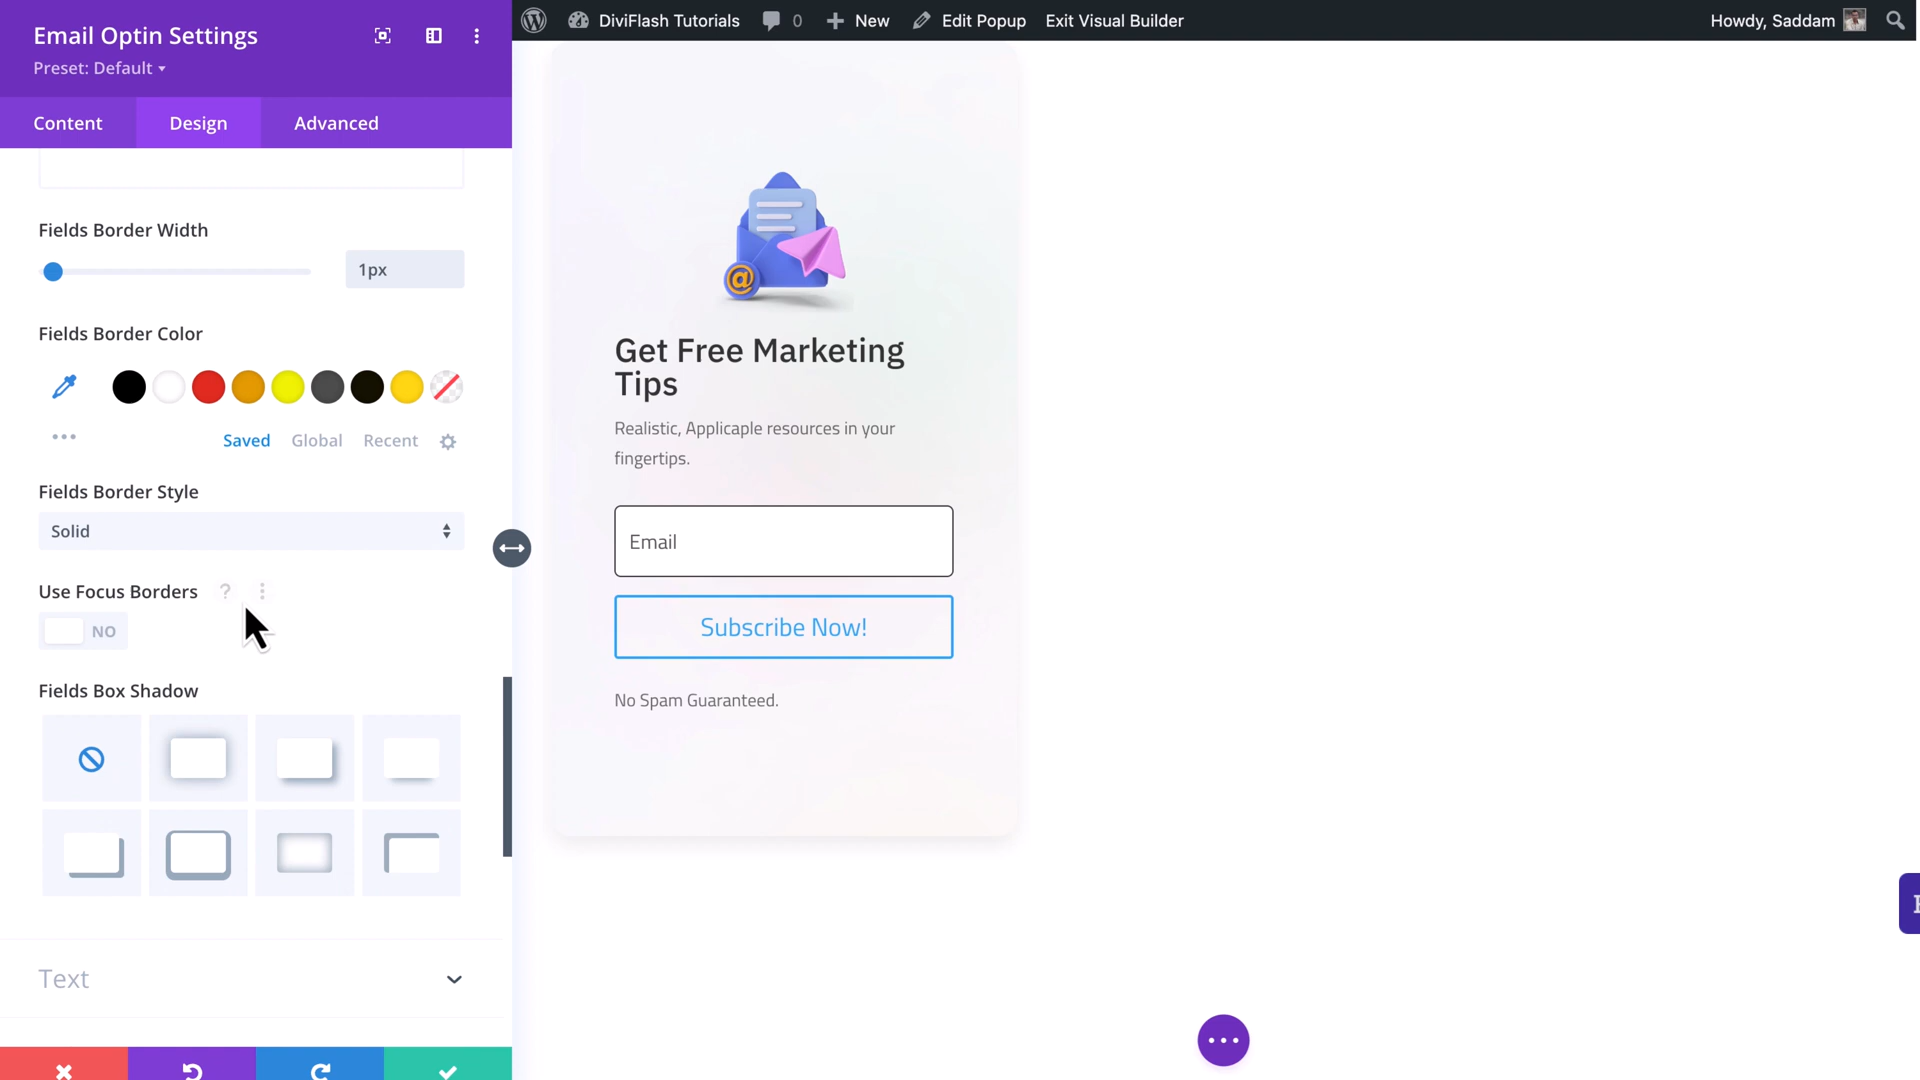 Email Optin Settings
Preset: Default
Content
Design
Advanced
Fields Border Width
1px
Fields Border Color
Saved
Global
Recent
Fields Border Style
Solid
Use Focus Borders
?
NO
Fields Box Shadow
Text
DiviFlash Tutorials
0
New
Edit Popup
Exit Visual Builder
Howdy, Saddam
@
Get Free Marketing
Tips
Realistic, Applicaple resources in your
fingertips.
Email
Subscribe Now!
No Spam Guaranteed.